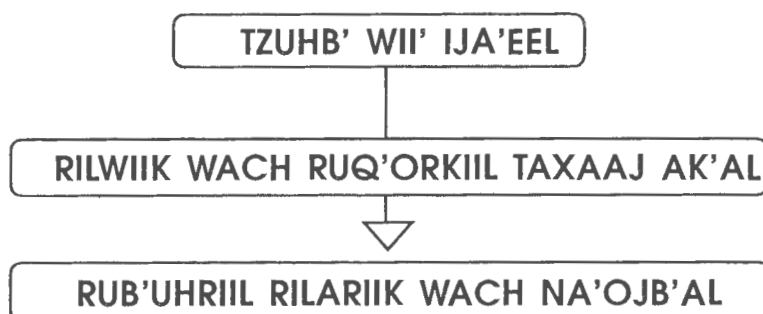 TZUHB' WII' IJA'EEL
RILWIIK WACH RUQ'ORKIIL TAXAAJ AK'AL
RUB'UHRIIL RILARIIK WACH NA'OJB'AL